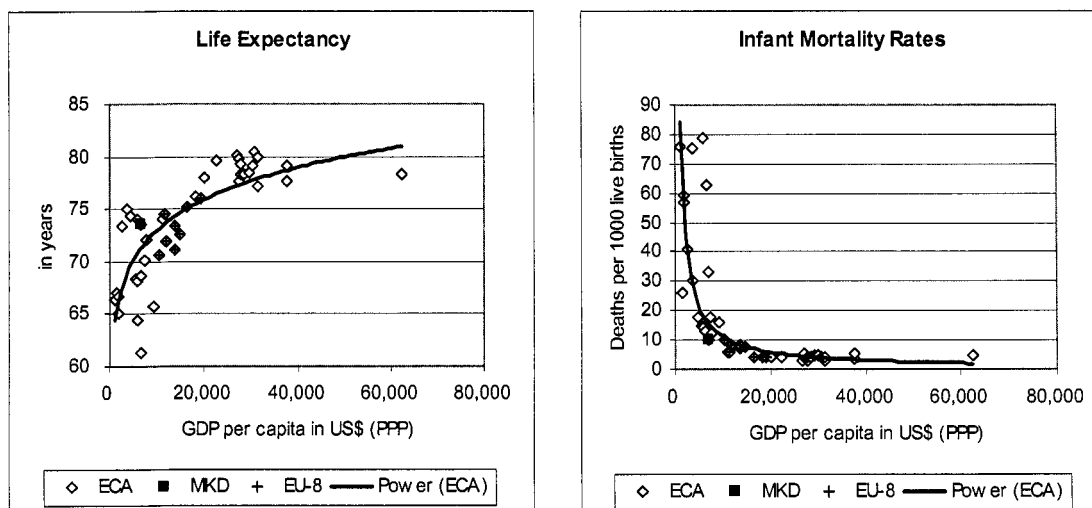 Life Expectancy
85
80
75
70
65
60
in years
0 20,000 40,000 60,000 80,000
GDP per capita in US$ (PPP)
ECA MKD EU-8 Power (ECA)
Infant Mortality Rates
90
80
70
60
50
40
30
20
10
0
Deaths per 1000 live births
0 20,000 40,000 60,000 80,000
GDP per capita in US$ (PPP)
ECA MKD EU-8 Power (ECA)